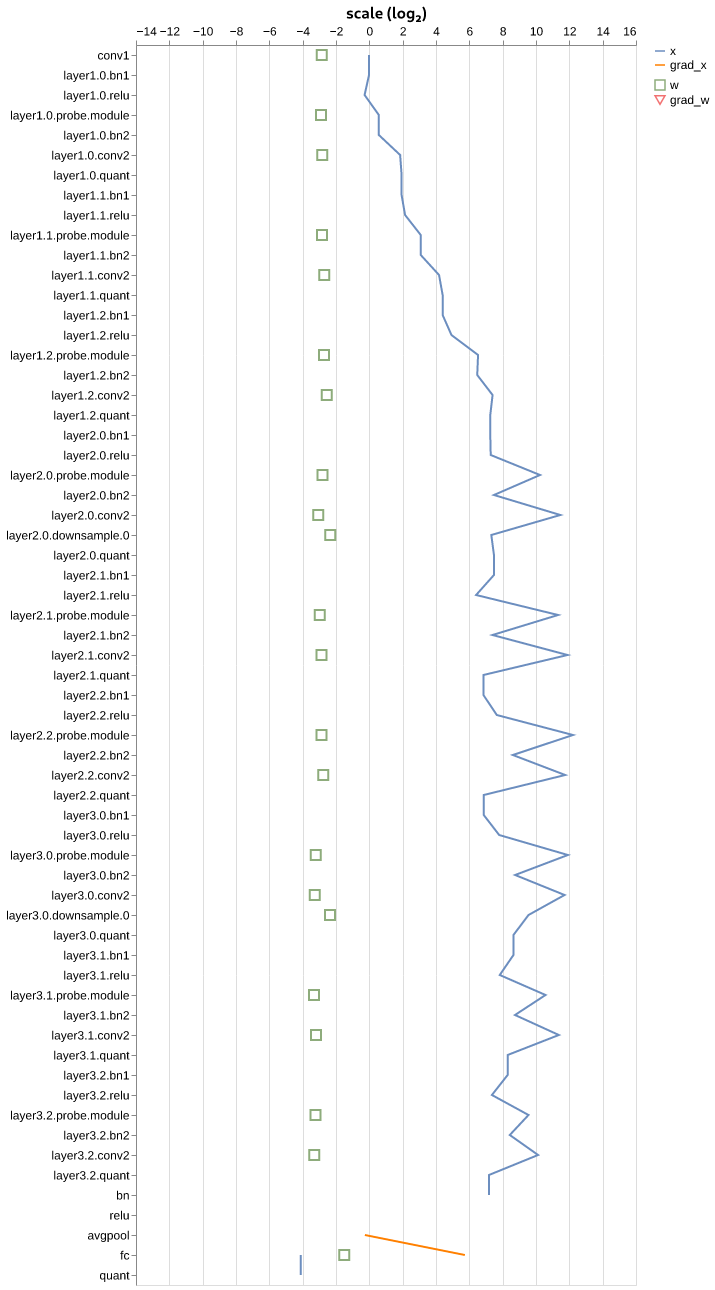 scale (log₂)
−14 −12 −10 −8 −6 −4 −2 0 2 4 6 8 10 12 14 16
x
grad_x
w
grad_w
conv1
layer1.0.bn1
layer1.0.relu
layer1.0.probe.module
layer1.0.bn2
layer1.0.conv2
layer1.0.quant
layer1.1.bn1
layer1.1.relu
layer1.1.probe.module
layer1.1.bn2
layer1.1.conv2
layer1.1.quant
layer1.2.bn1
layer1.2.relu
layer1.2.probe.module
layer1.2.bn2
layer1.2.conv2
layer1.2.quant
layer2.0.bn1
layer2.0.relu
layer2.0.probe.module
layer2.0.bn2
layer2.0.conv2
layer2.0.downsample.0
layer2.0.quant
layer2.1.bn1
layer2.1.relu
layer2.1.probe.module
layer2.1.bn2
layer2.1.conv2
layer2.1.quant
layer2.2.bn1
layer2.2.relu
layer2.2.probe.module
layer2.2.bn2
layer2.2.conv2
layer2.2.quant
layer3.0.bn1
layer3.0.relu
layer3.0.probe.module
layer3.0.bn2
layer3.0.conv2
layer3.0.downsample.0
layer3.0.quant
layer3.1.bn1
layer3.1.relu
layer3.1.probe.module
layer3.1.bn2
layer3.1.conv2
layer3.1.quant
layer3.2.bn1
layer3.2.relu
layer3.2.probe.module
layer3.2.bn2
layer3.2.conv2
layer3.2.quant
bn
relu
avgpool
fc
quant